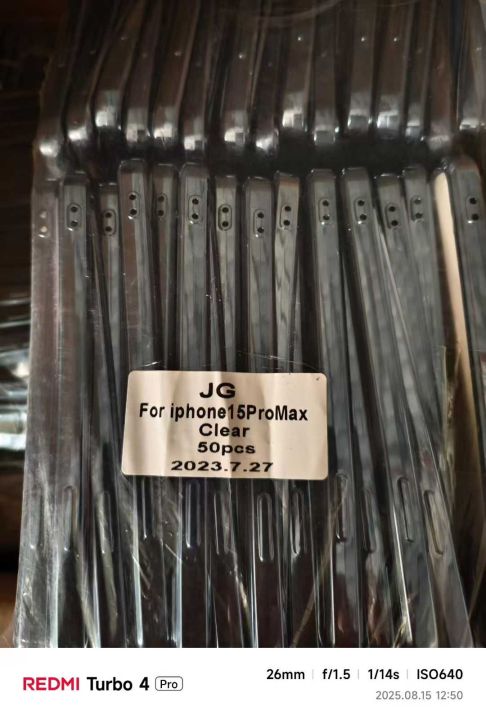 JG
For iphone15ProMax
Clear
50pcs
2023.7.27
REDMI Turbo 4 Pro
26mm f/1.5 1/14s ISO640
2025.08.15 12:50